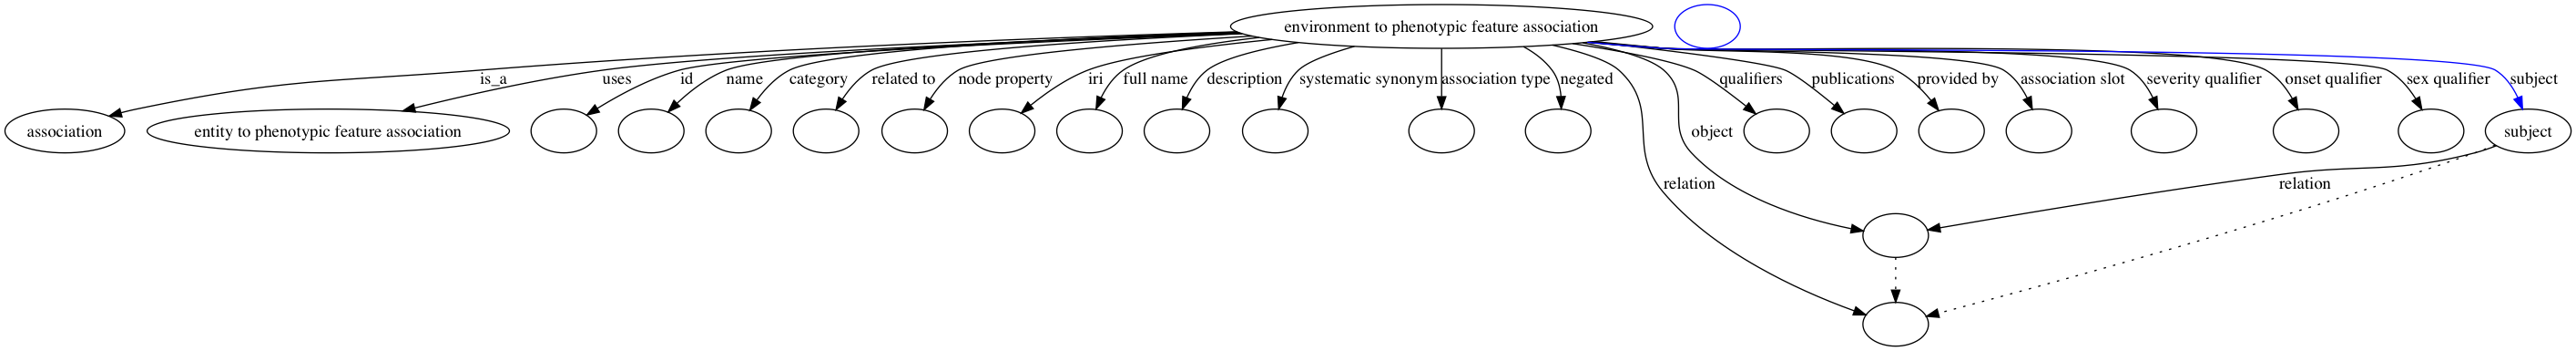 environment to phenotypic feature association
is_a
uses
id
name
category
related to
node property
iri
full name
description
systematic synonym
association type
negated
qualifiers
publications
provided by
association slot
severity qualifier
onset qualifier
sex qualifier
subject
association
entity to phenotypic feature association
object
subject
relation
relation